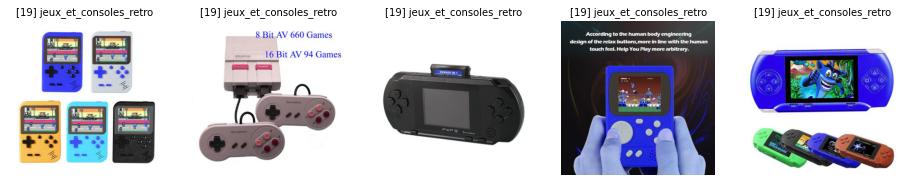 [19] jeux_et_consoles_retro
[19] jeux_et_consoles_retro
[19] jeux_et_consoles_retro
[19] jeux_et_consoles_retro
[19] jeux_et_consoles_retro
8 Bit AV 660 Games
16 Bit AV 94 Games
According to the human body engineering
design of the relax buttons,more in line with the human
touch feel. Help You Play more arbitrary.